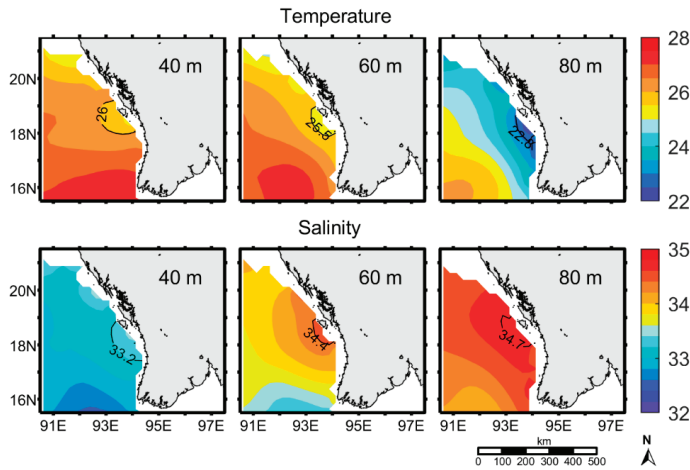 Temperature
40 m
60 m
80 m
20N
18N
16N
26
25.8
22.8
28
26
24
22
Salinity
40 m
60 m
80 m
20N
18N
16N
33.2
34.4
34.7
35
34
33
32
91E 93E 95E 97E
91E 93E 95E 97E
91E 93E 95E 97E
km
0 100 200 300 400 500
N